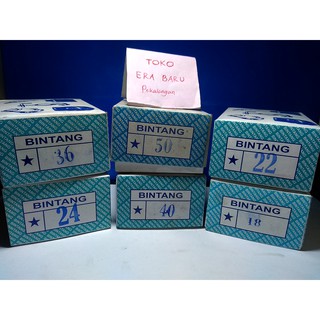 TOKO
ERA BARU
Pekalongan
BINTANG
36
BINTANG
50
BINTANG
22
BINTANG
24
BINTANG
40
BINTANG
18